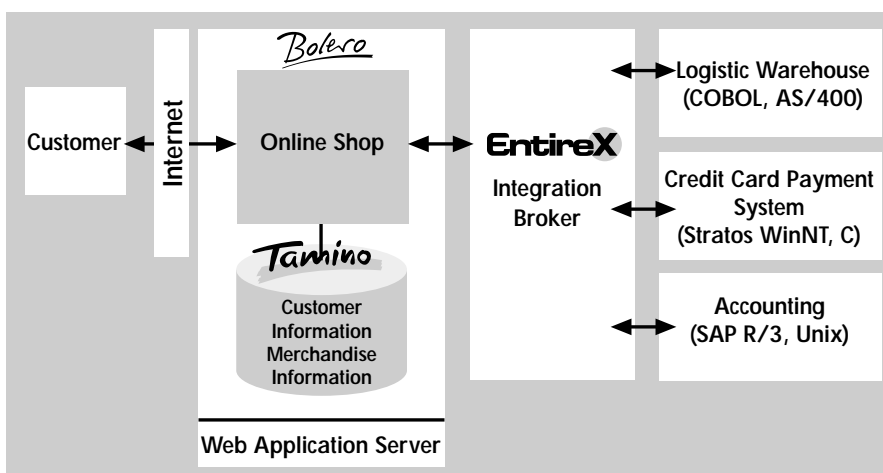 Customer
Internet
Bolero
Online Shop
Tamino
Customer
Information
Merchandise
Information
Web Application Server
EntireX
Integration
Broker
Logistic Warehouse
(COBOL, AS/400)
Credit Card Payment
System
(Stratos WinNT, C)
Accounting
(SAP R/3, Unix)